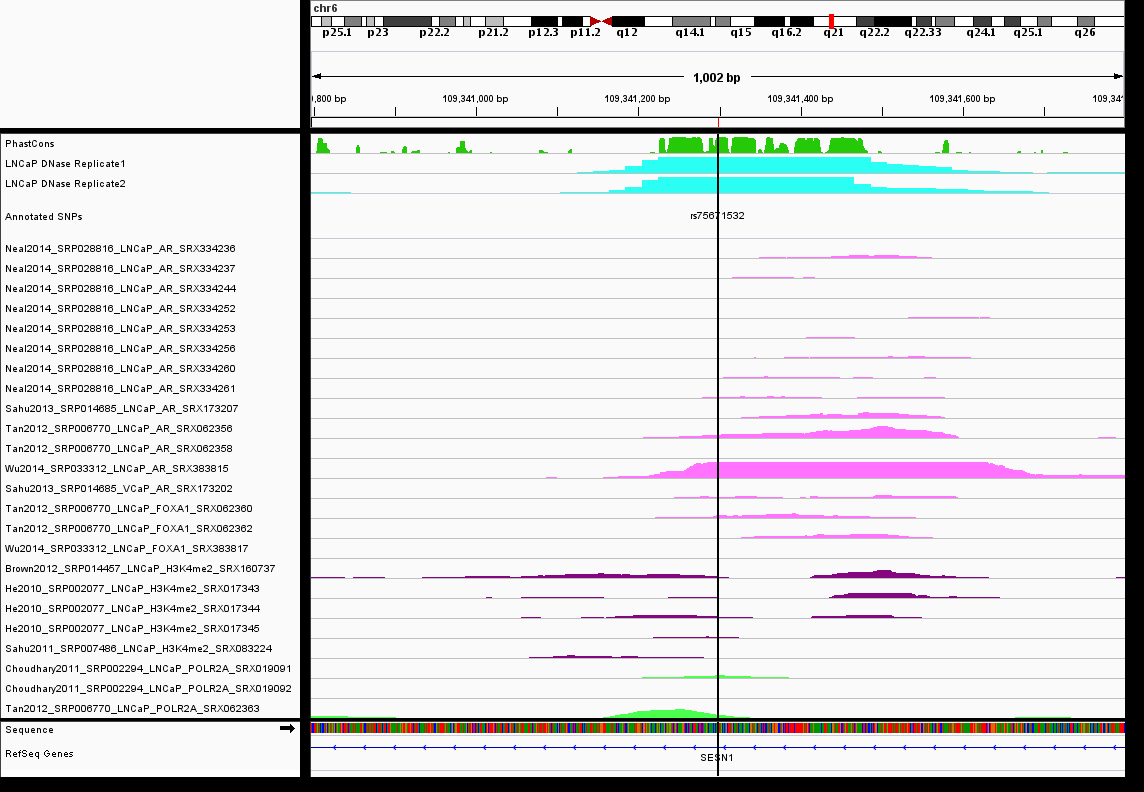 chr6
p25.1 p23 p22.2 p21.2 p12.3 p11.2 q12 q14.1 q15 q16.2 q21 q22.2 q22.33 q24.1 q25.1 q26
1,002 bp
),800 bp 109,341,000 bp 109,341,200 bp 109,341,400 bp 109,341,600 bp 109,34'
PhastCons
LNCaP DNase Replicate1
LNCaP DNase Replicate2
Annotated SNPs rs75671532
Neal2014_SRP028816_LNCaP_AR_SRX334236
Neal2014_SRP028816_LNCaP_AR_SRX334237
Neal2014_SRP028816_LNCaP_AR_SRX334244
Neal2014_SRP028816_LNCaP_AR_SRX334252
Neal2014_SRP028816_LNCaP_AR_SRX334253
Neal2014_SRP028816_LNCaP_AR_SRX334256
Neal2014_SRP028816_LNCaP_AR_SRX334260
Neal2014_SRP028816_LNCaP_AR_SRX334261
Sahu2013_SRP014685_LNCaP_AR_SRX173207
Tan2012_SRP006770_LNCaP_AR_SRX062356
Tan2012_SRP006770_LNCaP_AR_SRX062358
Wu2014_SRP033312_LNCaP_AR_SRX383815
Sahu2013_SRP014685_VCaP_AR_SRX173202
Tan2012_SRP006770_LNCaP_FOXA1_SRX062360
Tan2012_SRP006770_LNCaP_FOXA1_SRX062362
Wu2014_SRP033312_LNCaP_FOXA1_SRX383817
Brown2012_SRP014457_LNCaP_H3K4me2_SRX160737
He2010_SRP002077_LNCaP_H3K4me2_SRX017343
He2010_SRP002077_LNCaP_H3K4me2_SRX017344
He2010_SRP002077_LNCaP_H3K4me2_SRX017345
Sahu2011_SRP007486_LNCaP_H3K4me2_SRX083224
Choudhary2011_SRP002294_LNCaP_POLR2A_SRX019091
Choudhary2011_SRP002294_LNCaP_POLR2A_SRX019092
Tan2012_SRP006770_LNCaP_POLR2A_SRX062363
Sequence
RefSeq Genes
SESN1